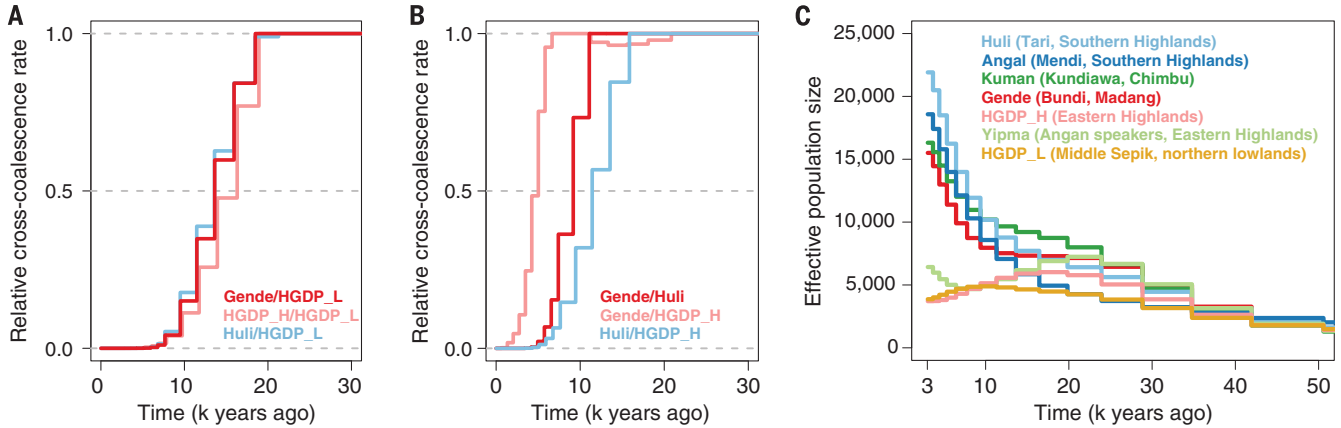 A
Relative cross-coalescence rate
1.0
0.5
0.0
Gende/HGDP_L
HGDP_H/HGDP_L
Huli/HGDP_L
0 10 20 30
Time (k years ago)
B
Relative cross-coalescence rate
1.0
0.5
0.0
Gende/Huli
Gende/HGDP_H
Huli/HGDP_H
0 10 20 30
Time (k years ago)
C
Effective population size
25,000
20,000
15,000
10,000
5,000
0
Huli (Tari, Southern Highlands)
Angal (Mendi, Southern Highlands)
Kuman (Kundiawa, Chimbu)
Gende (Bundi, Madang)
HGDP_H (Eastern Highlands)
Yipma (Angan speakers, Eastern Highlands)
HGDP_L (Middle Sepik, northern lowlands)
3 10 20 30 40 50
Time (k years ago)